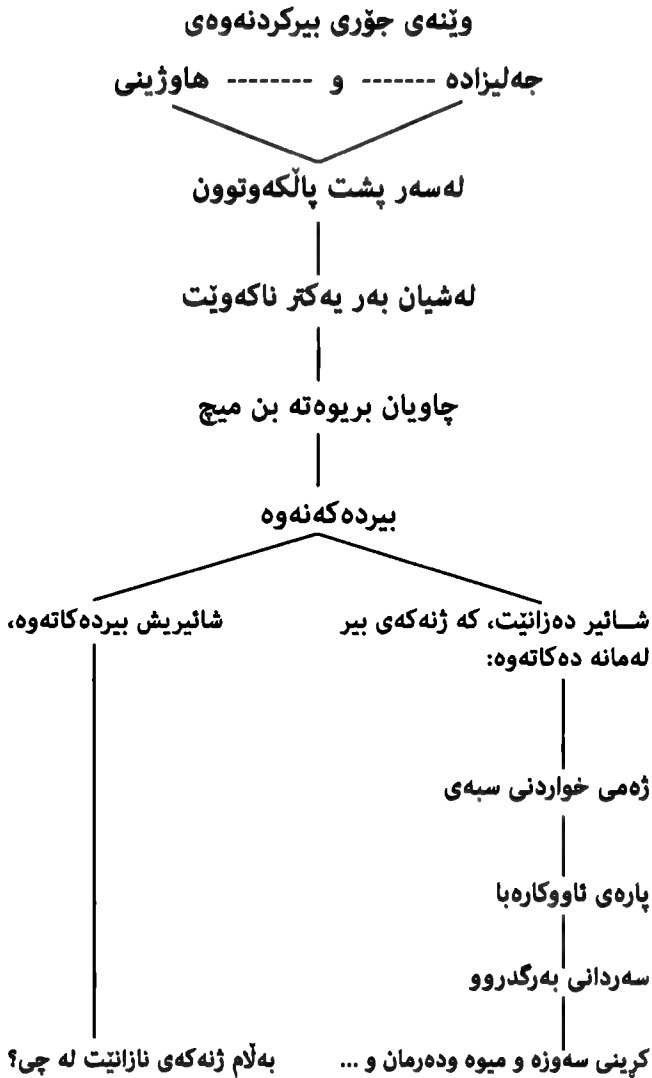 وێنەی جۆری بیرکردنەوەی
جەلیزادە ------- و -------- هاوژینی
لەسەر پشت پاڵکەوتوون
لەشیان بەر یەکتر ناکەوێت
چاویان بریوەتە بن میچ
بیردەکەنەوە
شــائیر دەزانێت، کە ژنەکەی بیر
لەمانە دەکاتەوە:
ژەمی خواردنی سبەی
پارەی ئاووکارەبا
سەردانی بەرگدروو
کڕینی سەوزە و میوە ودەرمان و ...
شائیریش بیردەکاتەوە،
بەڵام ژنەکەی نازانێت لە چی؟